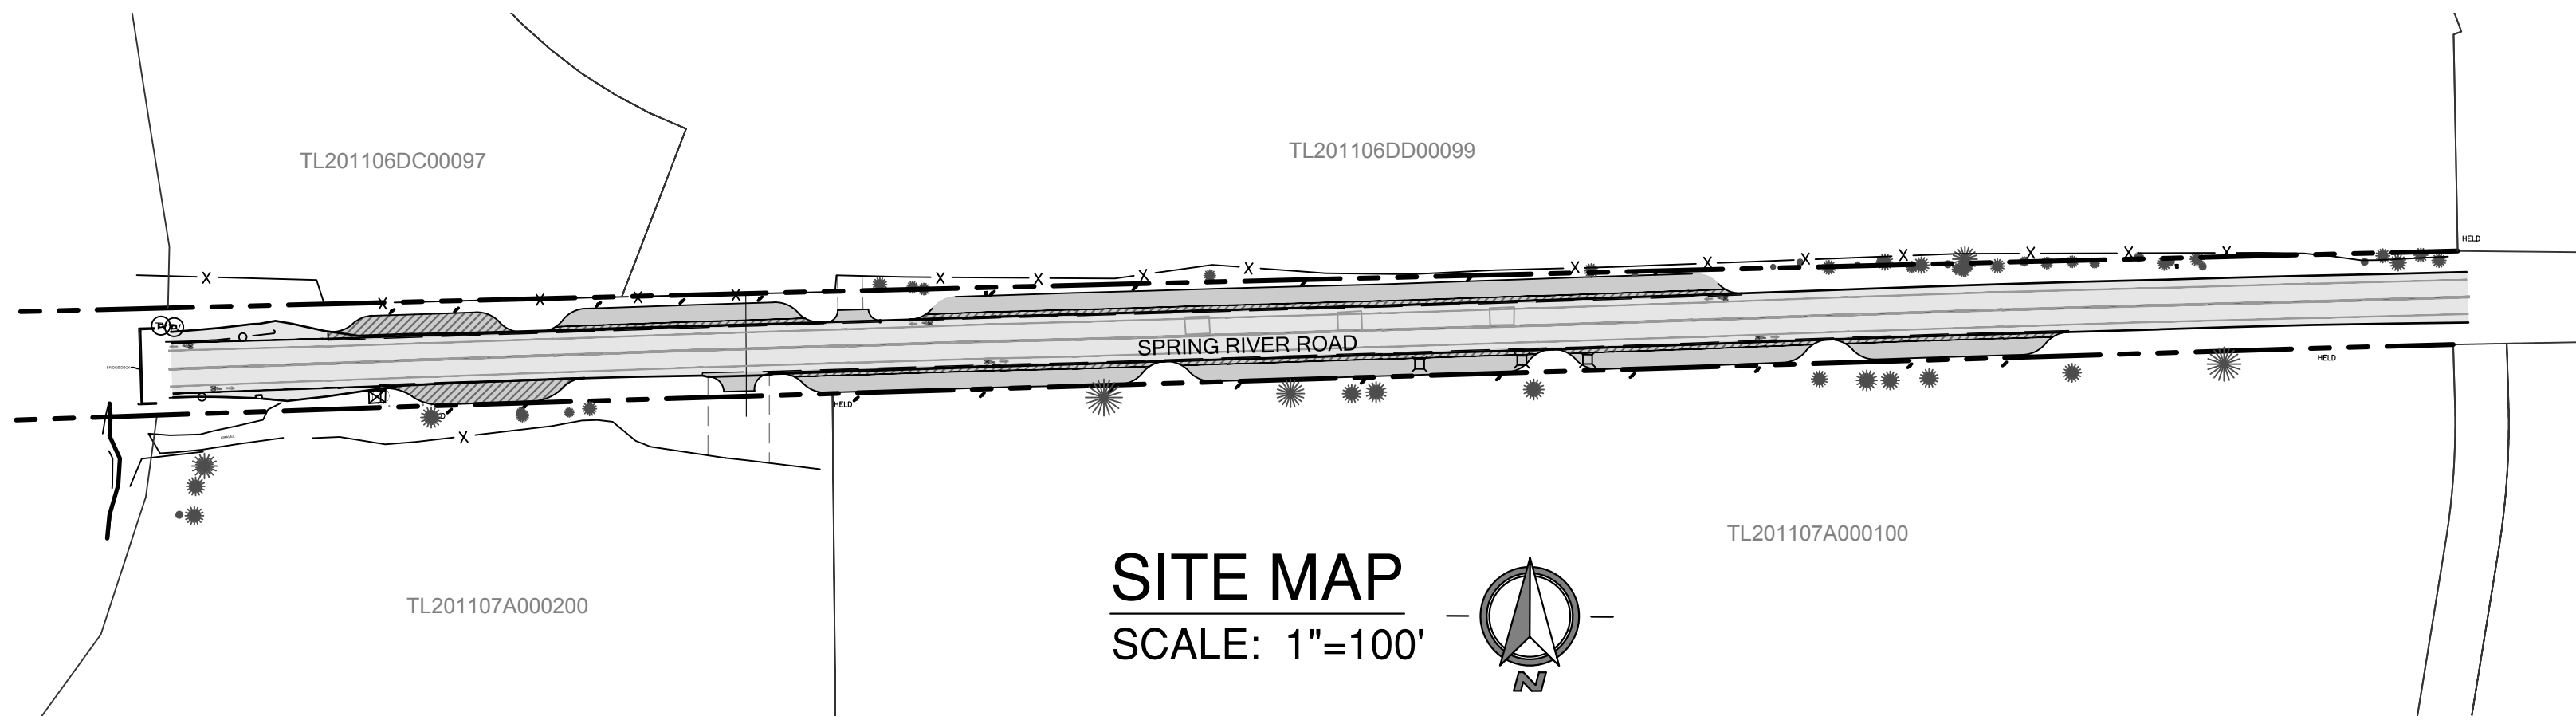 TL201106DC00097
TL201106DD00099
HELD
SPRING RIVER ROAD
HELD
HELD
TL201107A000100
TL201107A000200
SITE MAP
SCALE: 1"=100'
N